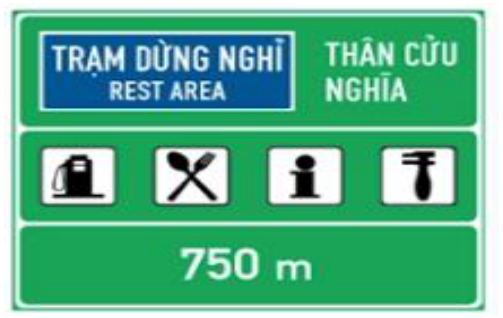 TRẠM DỪNG NGHỈ
REST AREA
THÂN CỬU
NGHĨA
750 m